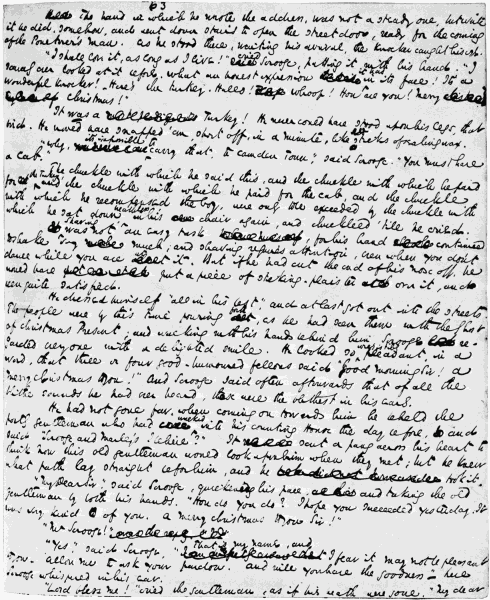 63
The hand in which he wrote the address, was not a steady one, but write
it he did, somehow, and went down stairs to open the street door, ready for the coming
of the Poulterer's man. As he stood there, waiting his arrival, the knocker caught his eye.
"I shall love it, as long as I live!" cried Scrooge, patting it with his hand. "I
scarcely ever looked at it before. What an honest expression it has in its face. It's a
wonderful knocker! Here's the turkey. Hallo! whoop! How are you! Merry
Christmas!"
It was a Turkey! He never could have stood upon his legs, that
bird. He would have snapped 'em short off, in a minute, like sticks of sealing wax.
"Why, it's impossible to carry that, to Camden Town!" said Scrooge. "You must have
a cab."
The chuckle with which he said this, and the chuckle with which he paid
for the turkey, and the chuckle with which he paid for the cab, and the chuckle
with which he recompensed the boy, were only to be exceeded by the chuckle with
which he sat down breathless in his chair again, and chuckled 'till he cried.
Shaving was not an easy task, for his hand continued
to shake very much; and shaving requires attention, even when you don't
dance while you are at it. But if he had cut the end of his nose off, he
would have put a piece of sticking-plaister on it, and
been quite satisfied.
He dressed himself "all in his best", and at last got out into the streets.
The people were by this time pouring forth, as he had seen them with the Ghost
of Christmas Present; and walking with his hands behind him, Scrooge re-
garded every one with a delighted smile. He looked so pleasant, in a
word, that three or four good-humoured fellows said "Good morning Sir! A
merry Christmas to you!" And Scrooge said often afterwards that of all the
blithe sounds he had ever heard, those were the blithest in his ears.
He had not gone far, when coming on towards him he beheld the
portly gentleman who had walked into his counting House the day before, and
said "Scrooge and Marley's I believe?" It sent a pang across his heart to
think how this old gentleman would look upon him when they met; but he knew
what path lay straight before him, and he took it.
"My dear Sir," said Scrooge, quickening his pace, and taking the old
gentleman by both his hands. "How do you do? I hope you succeeded yesterday. It
was very kind of you. A merry Christmas to you Sir!"
"Mr Scrooge?"
"Yes," said Scrooge. "That is my name, and I fear it may not be pleasant
to you. Allow me to ask your pardon. And will you have the goodness" – here
Scrooge whispered in his ear.
"Lord bless me!" cried the gentleman, as if his breath were gone. "My dear